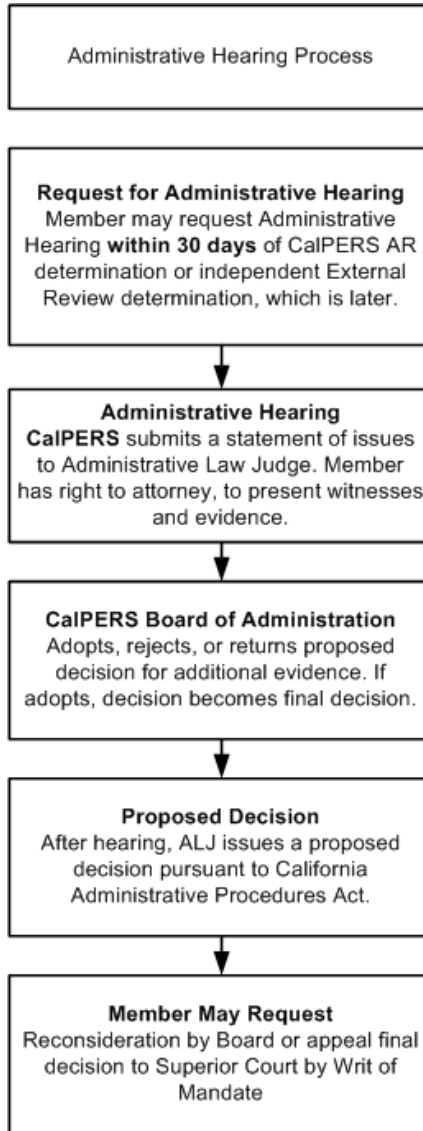 Administrative Hearing Process
Request for Administrative Hearing
Member may request Administrative
Hearing within 30 days of CalPERS AR
determination or independent External
Review determination, which is later.
Administrative Hearing
CalPERS submits a statement of issues
to Administrative Law Judge. Member
has right to attorney, to present witnesses
and evidence.
CalPERS Board of Administration
Adopts, rejects, or returns proposed
decision for additional evidence. If
adopts, decision becomes final decision.
Proposed Decision
After hearing, ALJ issues a proposed
decision pursuant to California
Administrative Procedures Act.
Member May Request
Reconsideration by Board or appeal final
decision to Superior Court by Writ of
Mandate